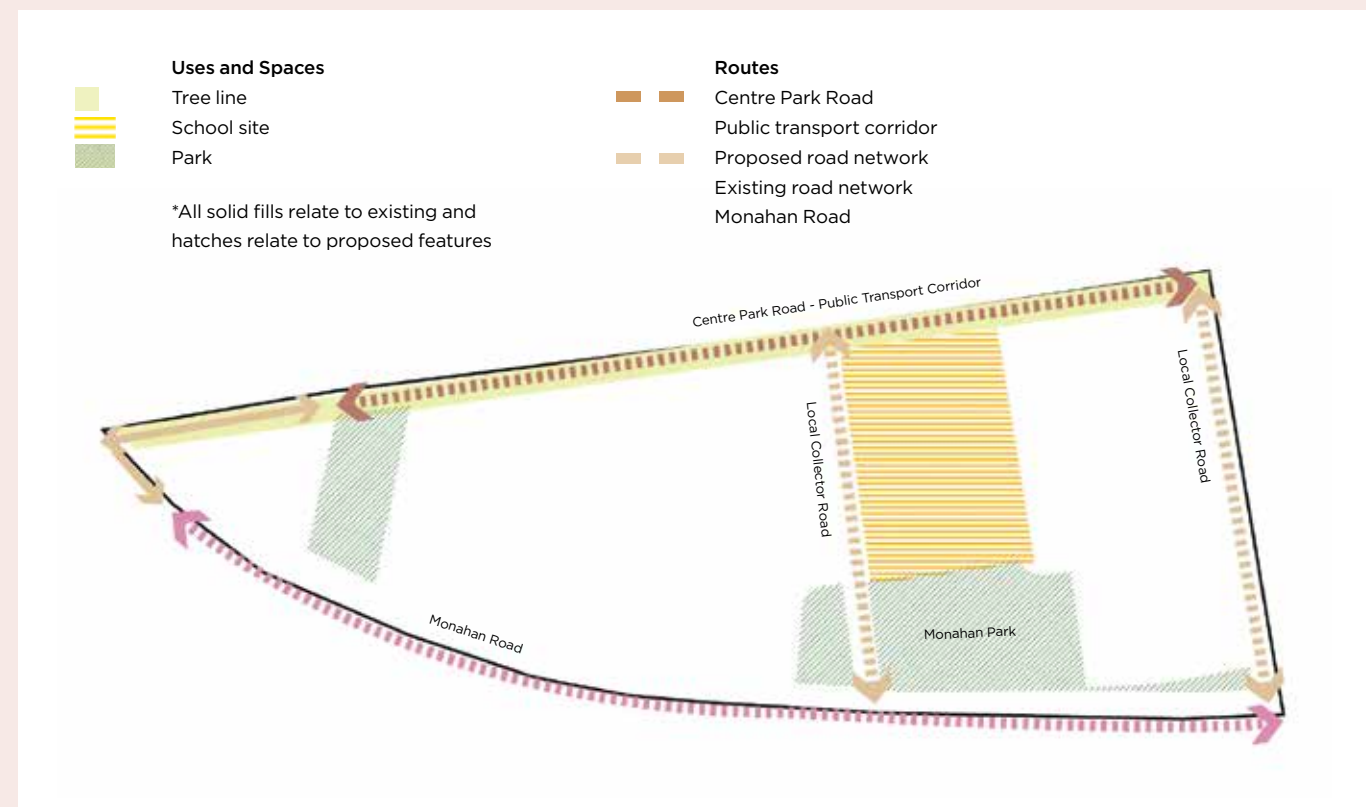 Uses and Spaces
Tree line
School site
Park
*All solid fills relate to existing and
hatches relate to proposed features
Routes
Centre Park Road
Public transport corridor
Proposed road network
Existing road network
Monahan Road
Centre Park Road - Public Transport Corridor
Local Collector Road
Local Collector Road
Monahan Road
Monahan Park